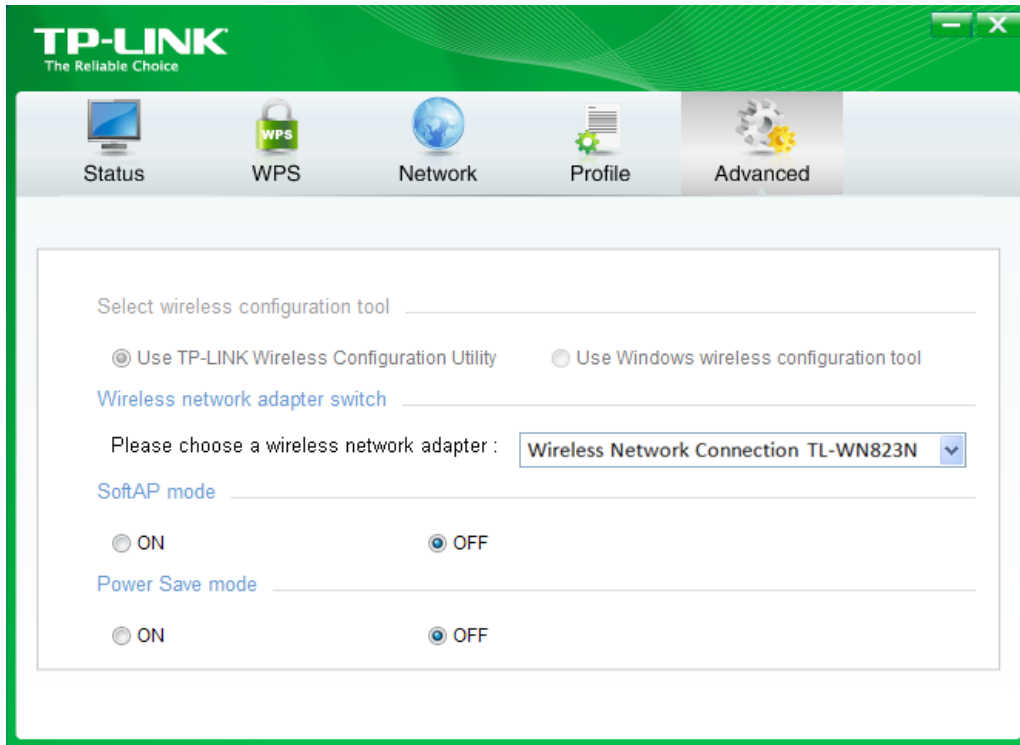 TP-LINK
The Reliable Choice
Status WPS Network Profile Advanced
WPS
Select wireless configuration tool
Use TP-LINK Wireless Configuration Utility Use Windows wireless configuration tool
Wireless network adapter switch
Please choose a wireless network adapter : Wireless Network Connection TL-WN823N
SoftAP mode
ON OFF
Power Save mode
ON OFF